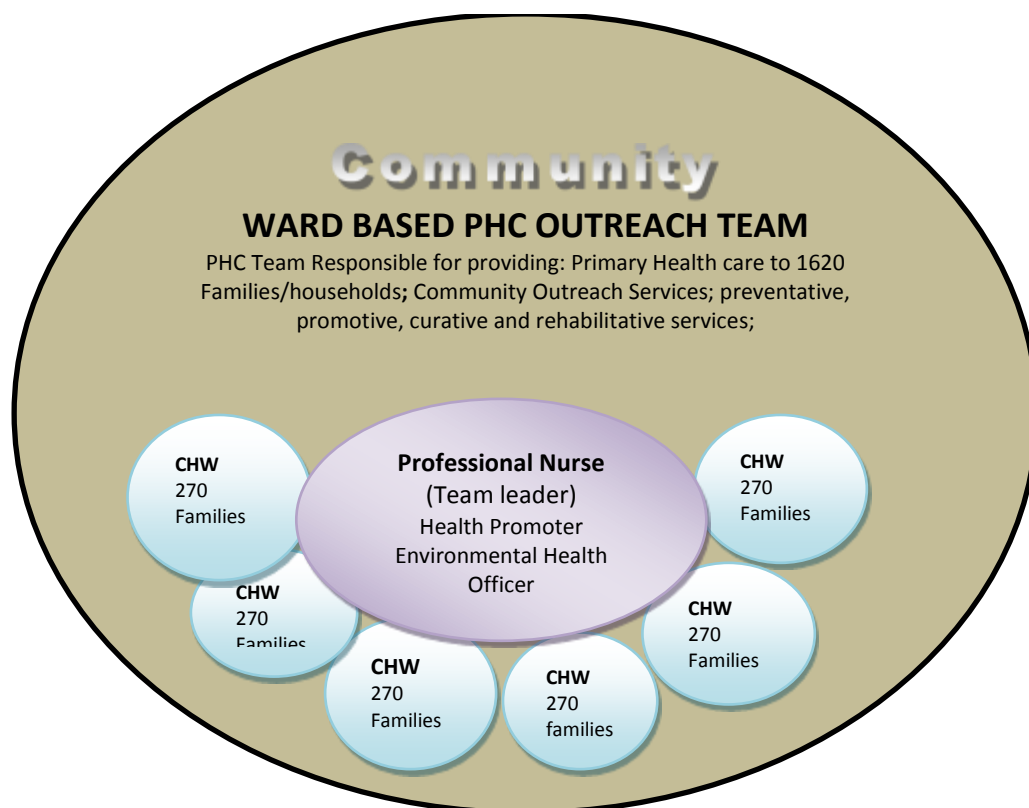 Community
WARD BASED PHC OUTREACH TEAM
PHC Team Responsible for providing: Primary Health care to 1620
Families/households; Community Outreach Services; preventative,
promotive, curative and rehabilitative services;
Professional Nurse
(Team leader)
Health Promoter
Environmental Health
Officer
CHW
270
Families
CHW
270
Families
CHW
270
Families
CHW
270
families
CHW
270
Families
CHW
270
Families